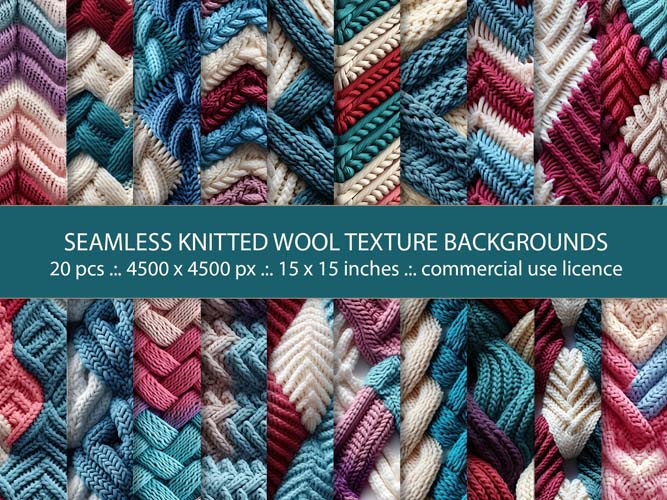 SEAMLESS KNITTED WOOL TEXTURE BACKGROUNDS
20 pcs .:. 4500 x 4500 px .:. 15 x 15 inches .:. commercial use licence